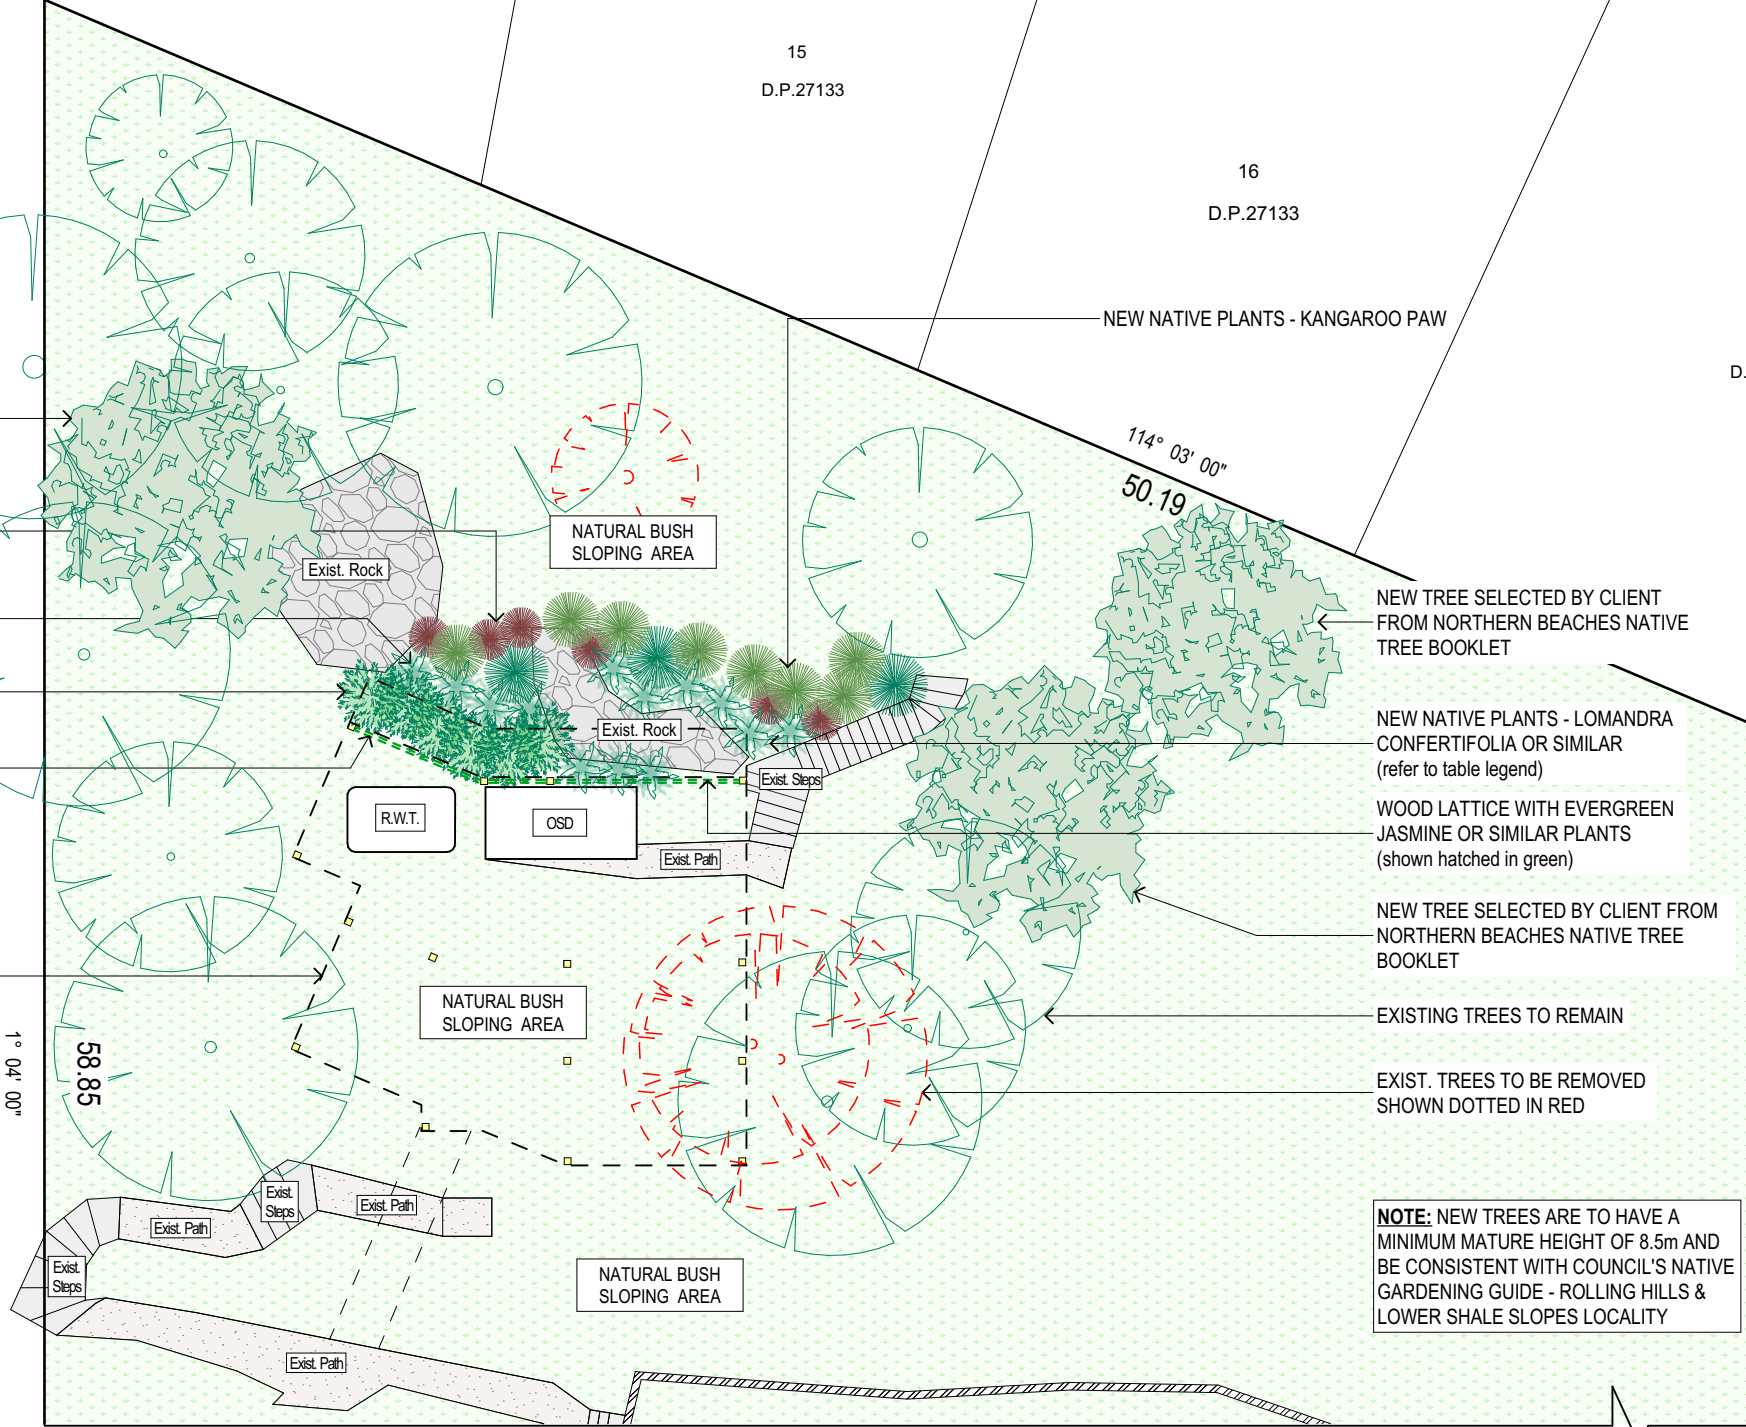 15
D.P.27133
16
D.P.27133
NEW NATIVE PLANTS - KANGAROO PAW
D.
114° 03' 00"
50.19
NATURAL BUSH
SLOPING AREA
Exist. Rock
NEW TREE SELECTED BY CLIENT
FROM NORTHERN BEACHES NATIVE
TREE BOOKLET
Exist. Rock
NEW NATIVE PLANTS - LOMANDRA
CONFERTIFOLIA OR SIMILAR
(refer to table legend)
Exist. Steps
R.W.T.
OSD
WOOD LATTICE WITH EVERGREEN
JASMINE OR SIMILAR PLANTS
(shown hatched in green)
Exist. Path
NEW TREE SELECTED BY CLIENT FROM
NORTHERN BEACHES NATIVE TREE
BOOKLET
NATURAL BUSH
SLOPING AREA
EXISTING TREES TO REMAIN
1° 04' 00"
58.85
EXIST. TREES TO BE REMOVED
SHOWN DOTTED IN RED
Exist.
Steps
Exist. Path
Exist. Path
Exist.
Steps
NATURAL BUSH
SLOPING AREA
NOTE: NEW TREES ARE TO HAVE A
MINIMUM MATURE HEIGHT OF 8.5m AND
BE CONSISTENT WITH COUNCIL'S NATIVE
GARDENING GUIDE - ROLLING HILLS &
LOWER SHALE SLOPES LOCALITY
Exist. Path